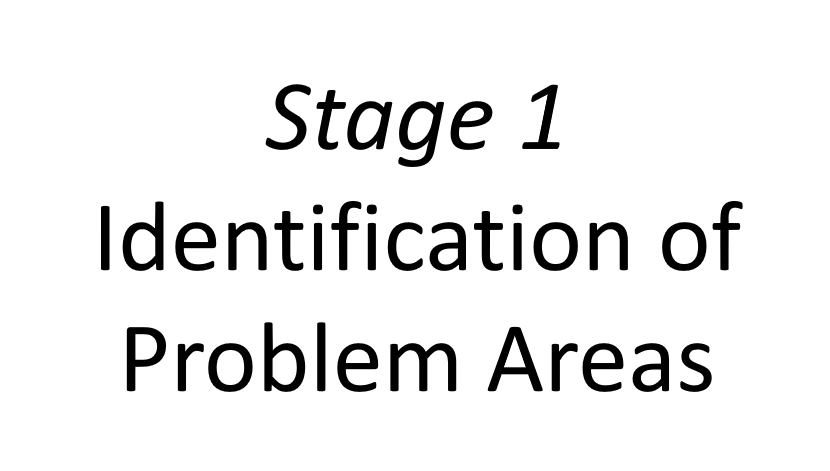 Stage 1
Identification of
Problem Areas